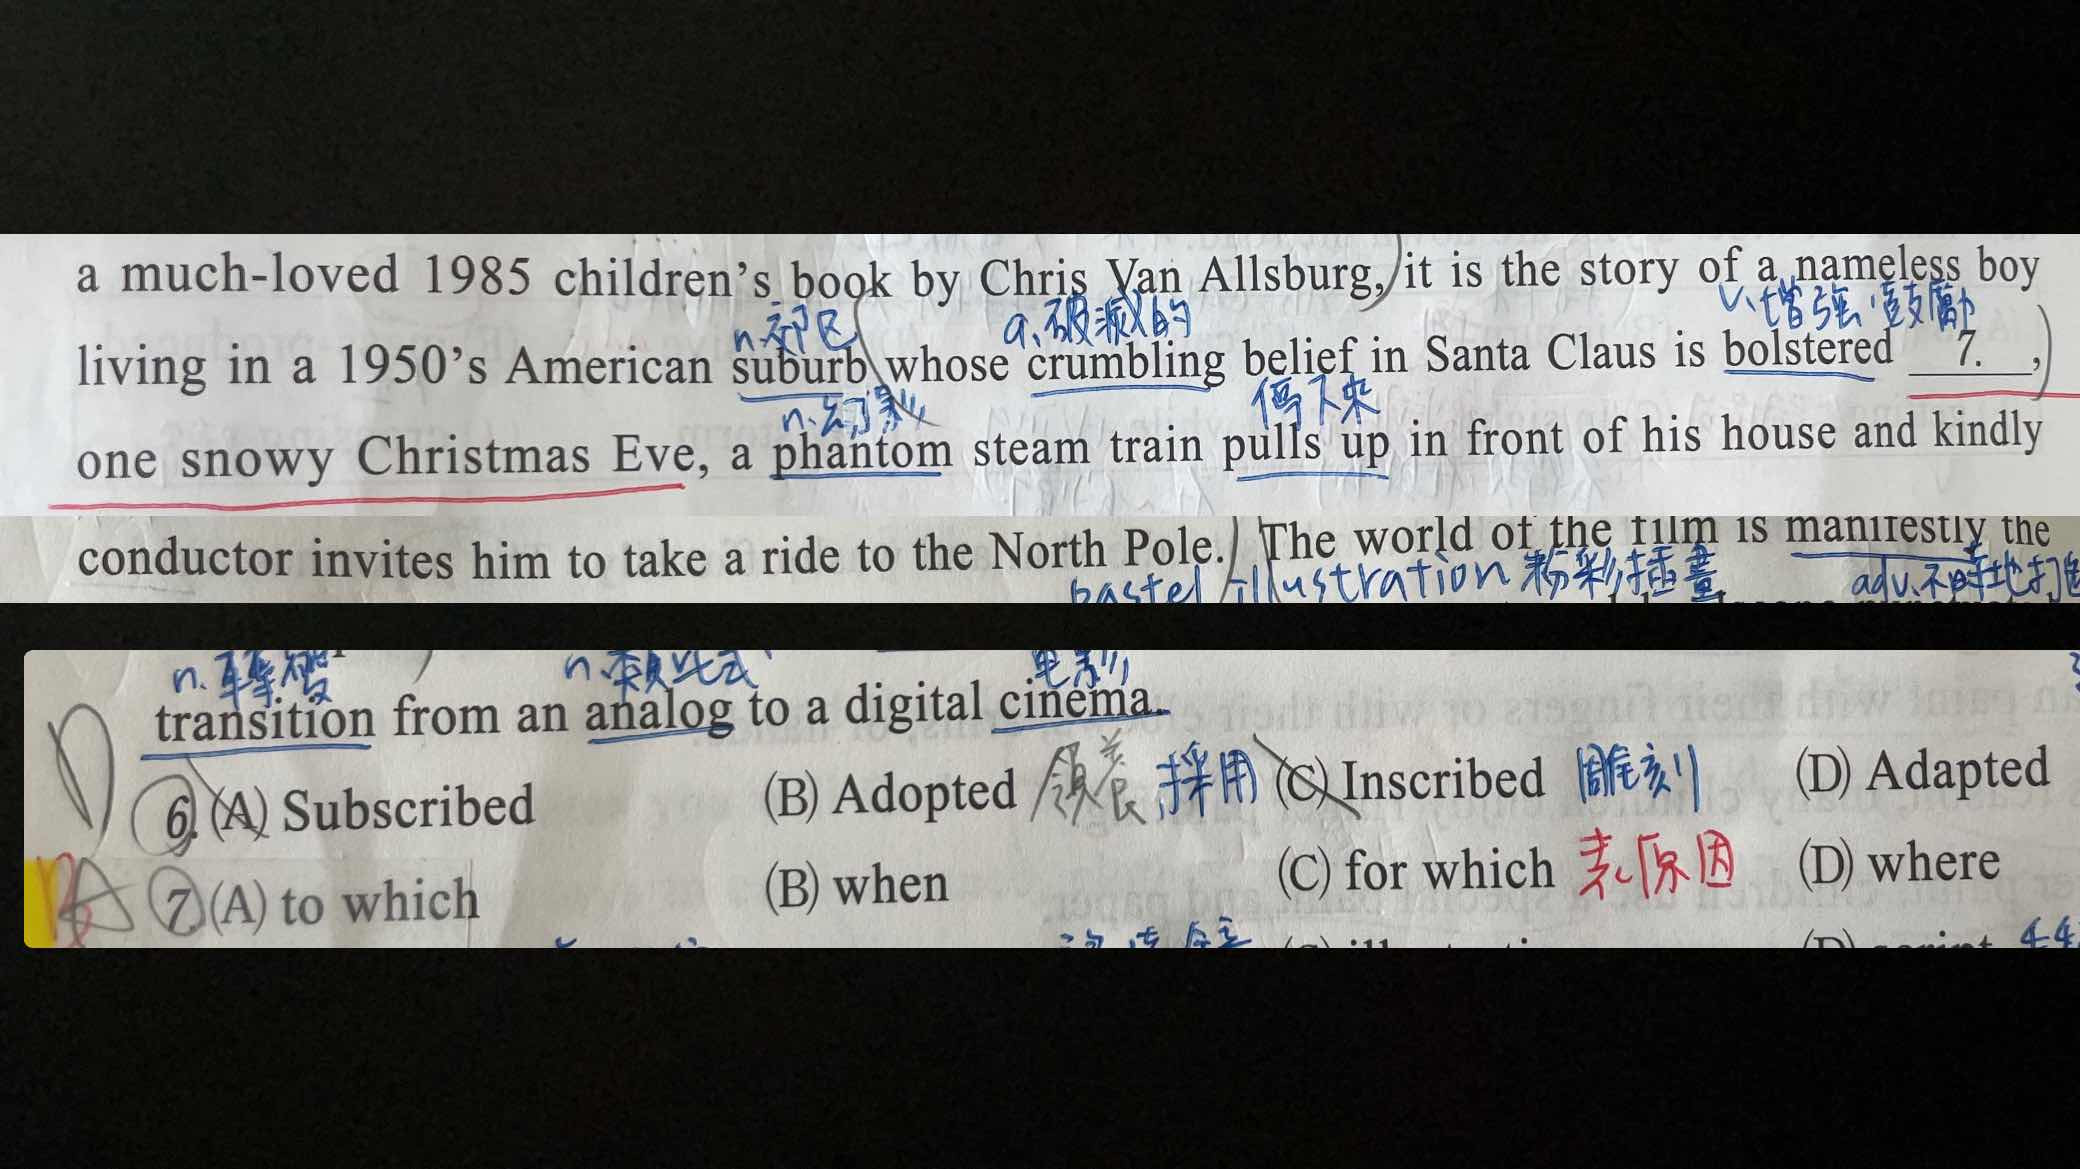 a much-loved 1985 children's book by Chris Van Allsburg, it is the story of a nameless boy
n.郊區 a.破滅的 v.增強,鼓勵
living in a 1950's American suburb whose crumbling belief in Santa Claus is bolstered 7. ,
n.幻影 停下來
one snowy Christmas Eve, a phantom steam train pulls up in front of his house and kindly
conductor invites him to take a ride to the North Pole. The world of the film is manifestly the
pastel illustration 粉彩插畫 adv.
n.轉變 n.類比式 電影
transition from an analog to a digital cinema.
6. (A) Subscribed (B) Adopted 領養 採用 (C) Inscribed 雕刻 (D) Adapted
7. (A) to which (B) when (C) for which 表原因 (D) where